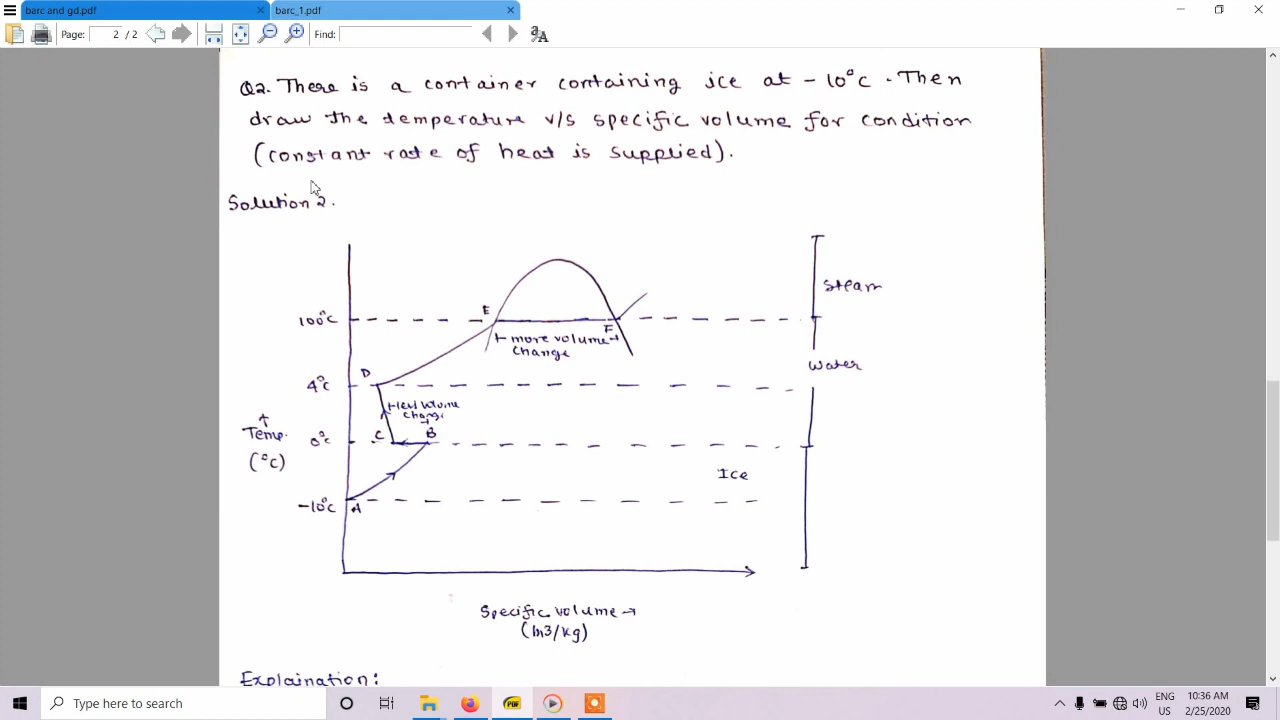 barc and gd.pdf
barc_1.pdf
Page: 2 / 2 Find:
Q2. There is a container containing ice at -10°C. Then
draw the temperature v/s specific volume for condition
(constant rate of heat is supplied).
Solution 2.
Steam
100°C E F
more volume
change
Water
D
4°C
less volume
change
Temp.
(°C)
0°C C B
Ice
-10°C A
Specific volume →
(m3/kg)
Explaination:
Type here to search
ENG
US
10:36 AM
2/25/2020